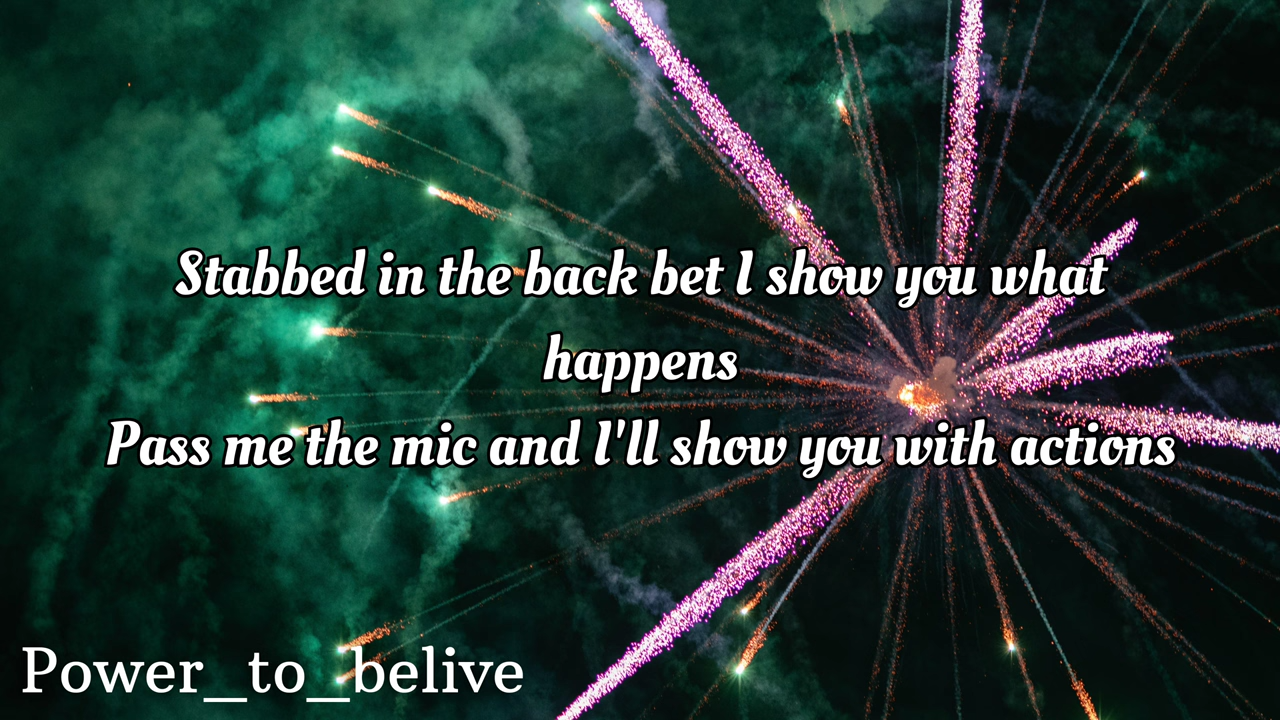 Stabbed in the back bet I show you what
happens
Pass me the mic and I'll show you with actions
Power_to_belive